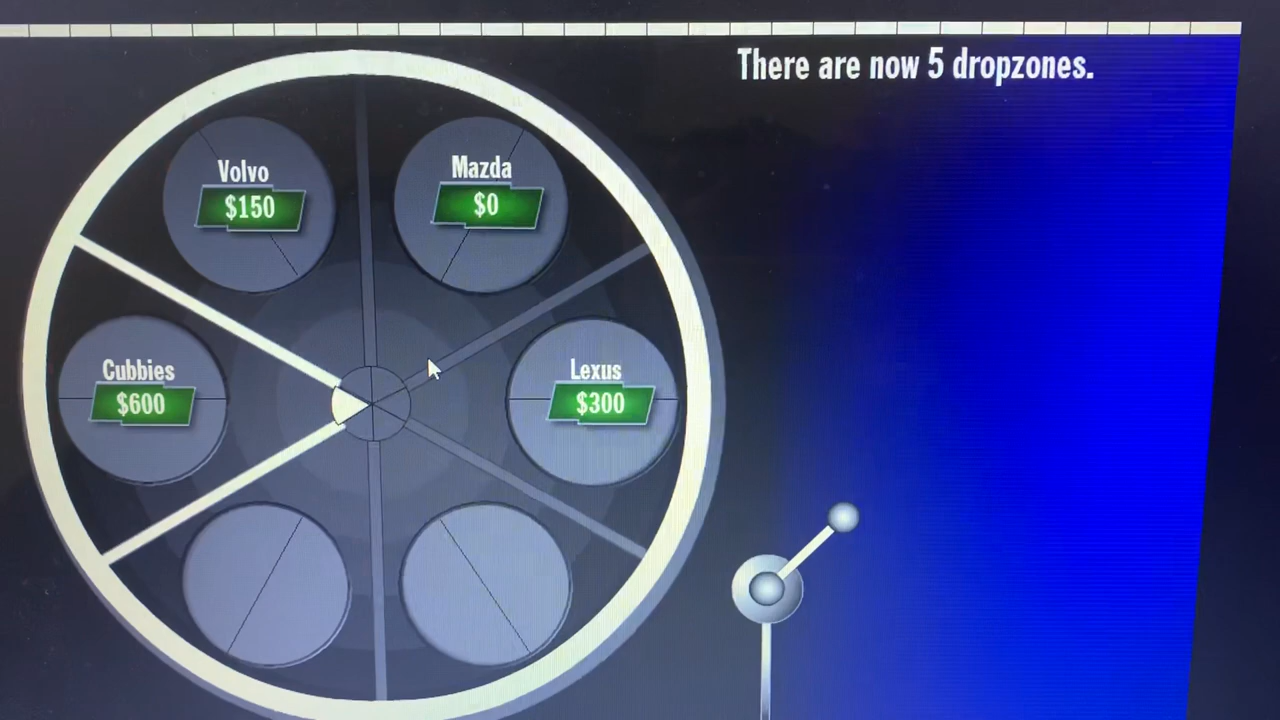 There are now 5 dropzones.
Volvo
$150
Mazda
$0
Cubbies
$600
Lexus
$300